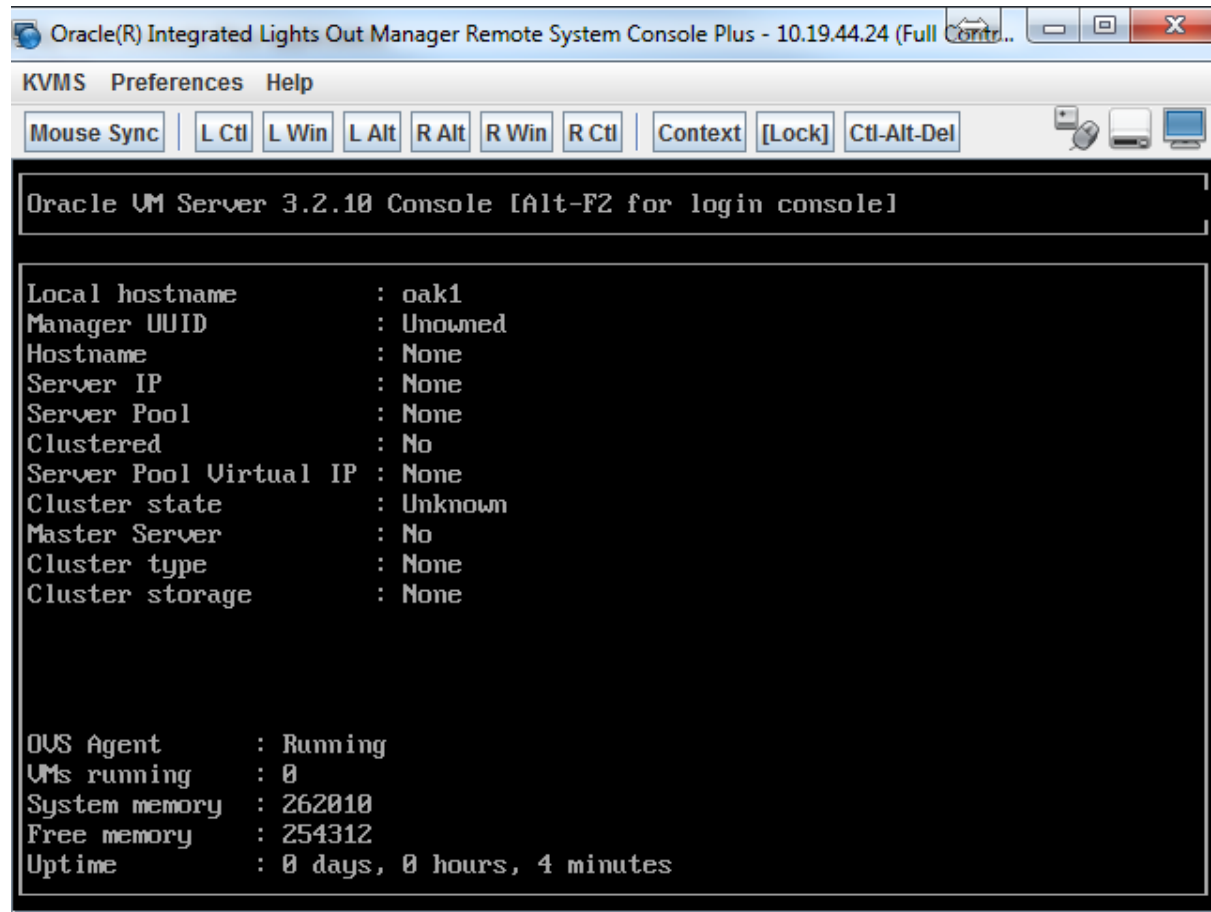 Oracle(R) Integrated Lights Out Manager Remote System Console Plus - 10.19.44.24 (Full Contr...
KVMS Preferences Help
Mouse Sync L Ctl L Win L Alt R Alt R Win R Ctl Context [Lock] Ctl-Alt-Del
Oracle VM Server 3.2.10 Console [Alt-F2 for login console]
Local hostname : oak1
Manager UUID : Unowned
Hostname : None
Server IP : None
Server Pool : None
Clustered : No
Server Pool Virtual IP : None
Cluster state : Unknown
Master Server : No
Cluster type : None
Cluster storage : None
OVS Agent : Running
VMs running : 0
System memory : 262010
Free memory : 254312
Uptime : 0 days, 0 hours, 4 minutes